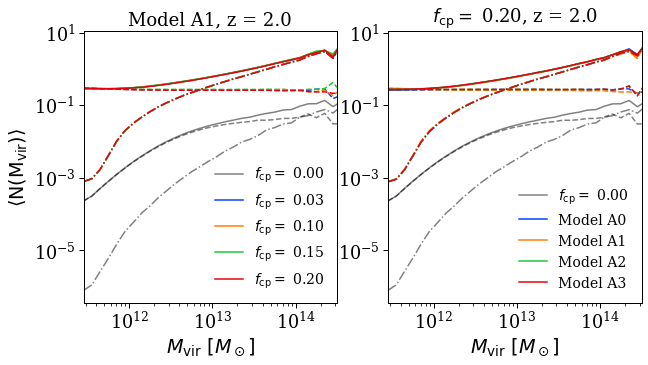 Model A1, z = 2.0
f_cp = 0.20, z = 2.0
⟨N(M_vir)⟩
10^1
10^-1
10^-3
10^-5
f_cp = 0.00
f_cp = 0.03
f_cp = 0.10
f_cp = 0.15
f_cp = 0.20
10^12
10^13
10^14
M_vir [M_⊙]
10^1
10^-1
10^-3
10^-5
f_cp = 0.00
Model A0
Model A1
Model A2
Model A3
10^12
10^13
10^14
M_vir [M_⊙]